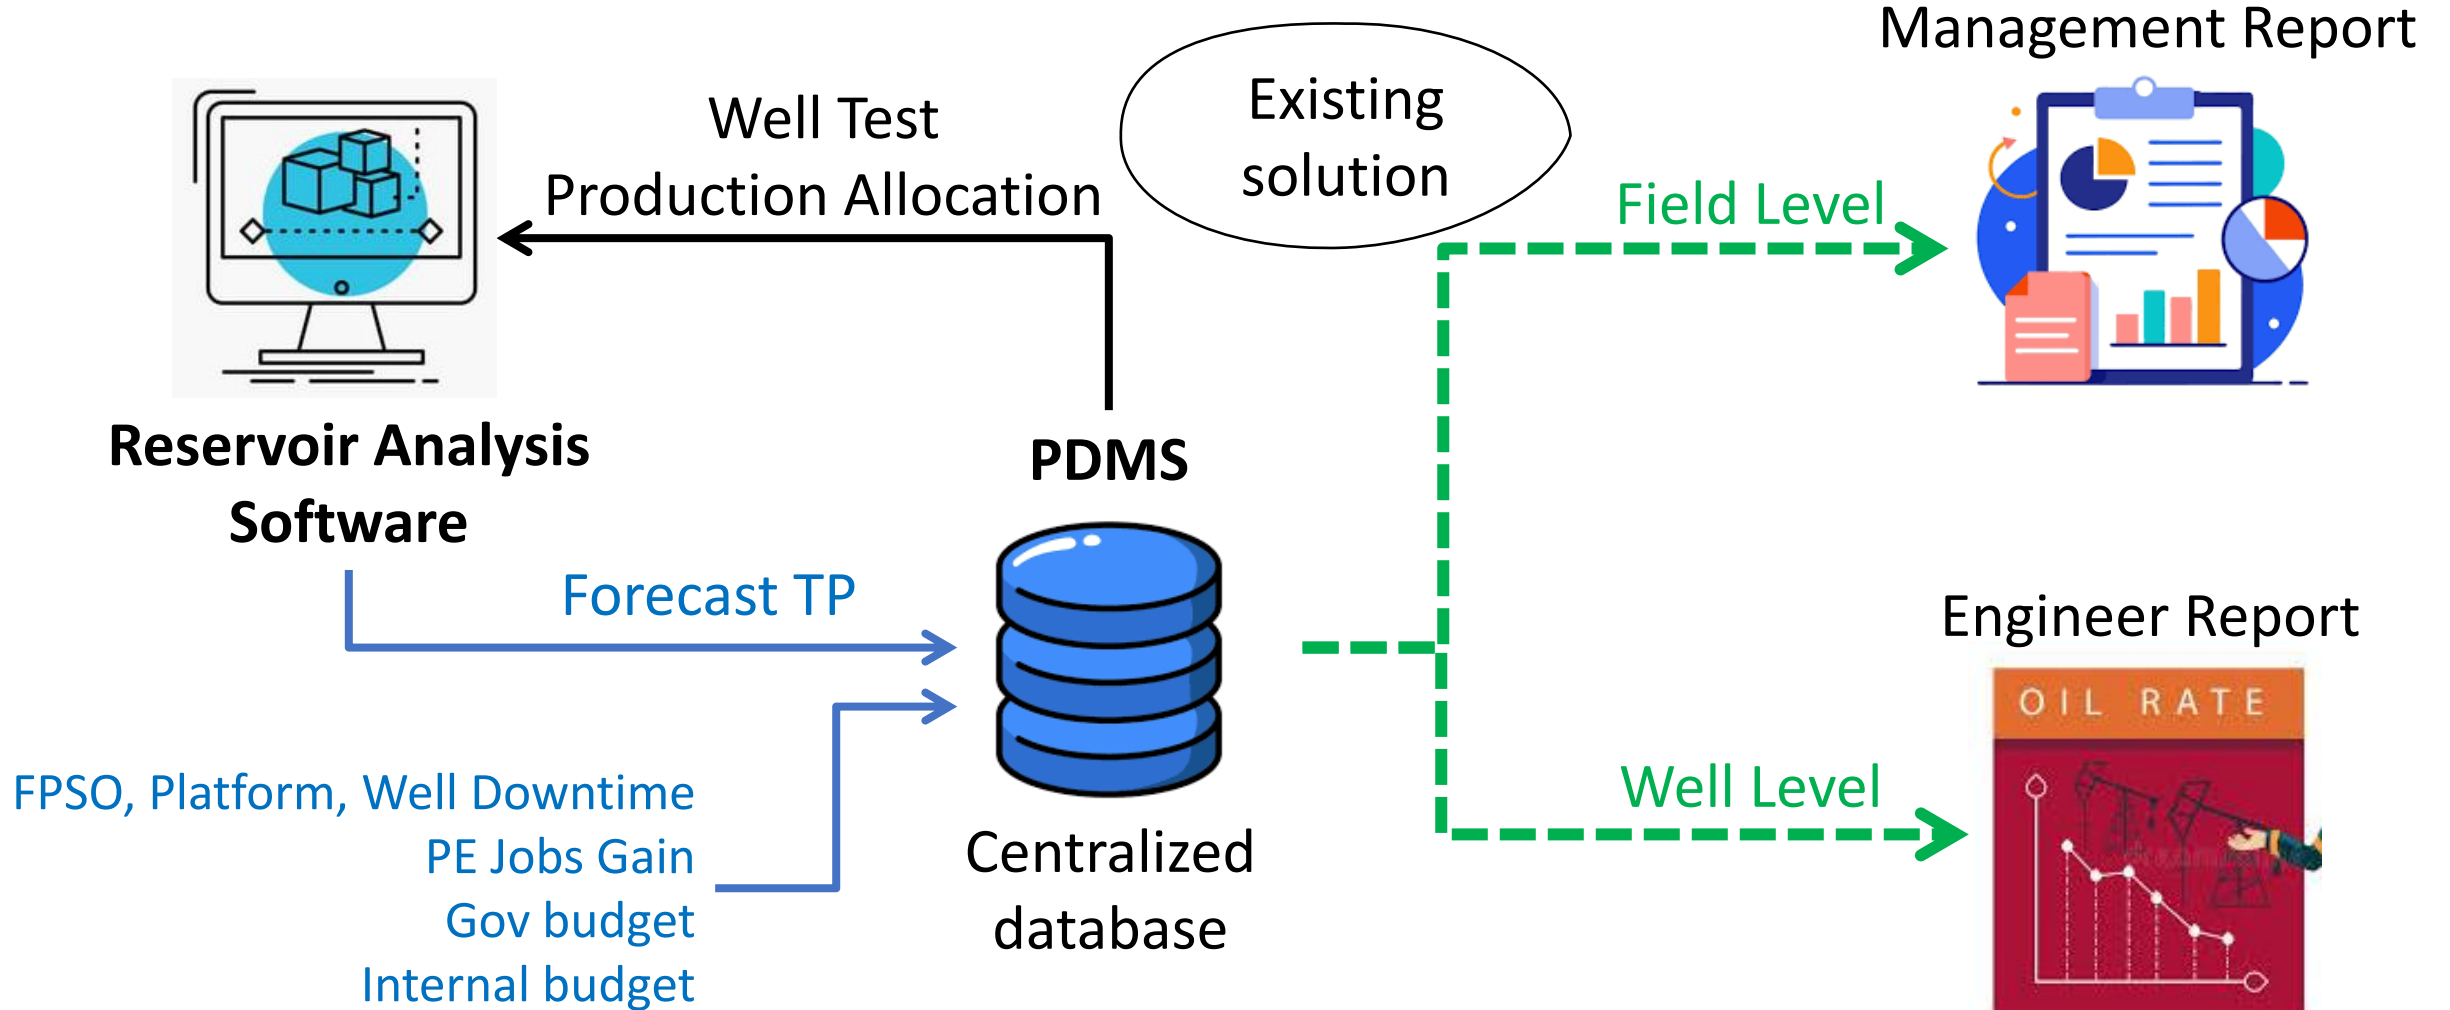 Management Report
Existing
solution
Well Test
Production Allocation
Field Level
Reservoir Analysis
Software
PDMS
Forecast TP
Engineer Report
OIL RATE
FPSO, Platform, Well Downtime
PE Jobs Gain
Gov budget
Internal budget
Well Level
Centralized
database